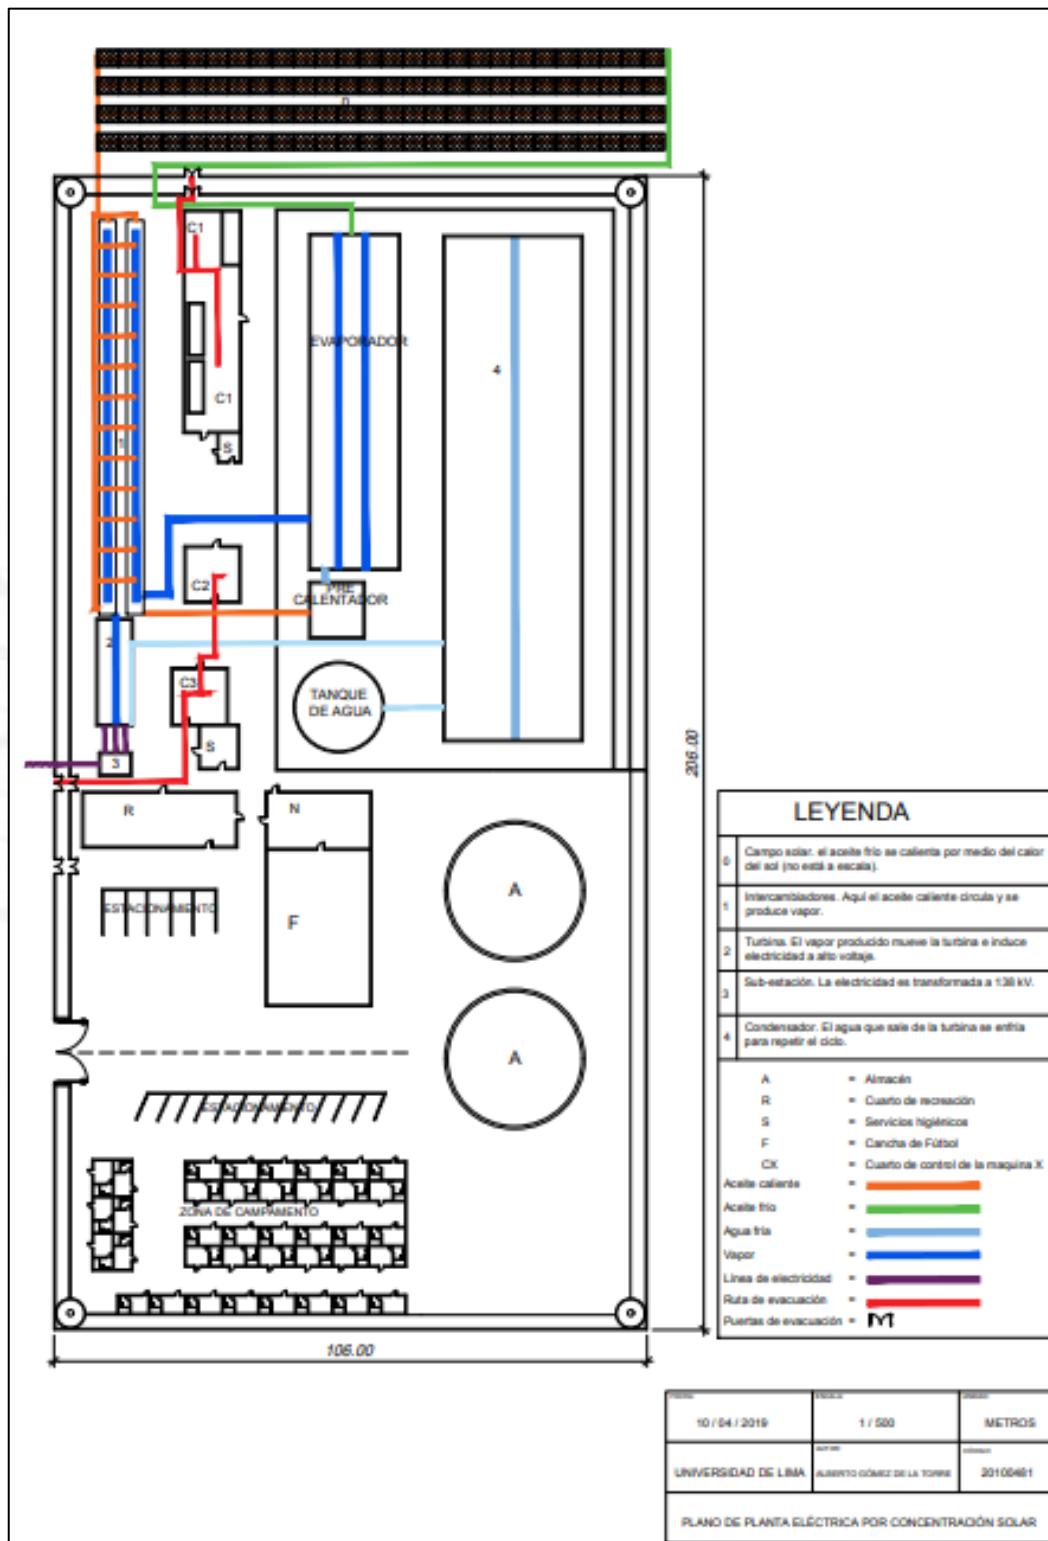 0
C1
EVAPORADOR
4
C1
1
S
C2
PRE
CALENTADOR
2
C3
TANQUE
DE AGUA
S
3
206.00
R
N
ESTACIONAMIENTO
A
F
A
ESTACIONAMIENTO
ZONA DE CAMPAMENTO
106.00
LEYENDA
0 Campo solar. el aceite frío se calienta por medio del calor
del sol (no está a escala).
1 Intercambiadores. Aquí el aceite caliente circula y se
produce vapor.
2 Turbina. El vapor producido mueve la turbina e induce
electricidad a alto voltaje.
3 Sub-estación. La electricidad es transformada a 138 kV.
4 Condensador. El agua que sale de la turbina se enfría
para repetir el ciclo.
A = Almacén
R = Cuarto de recreación
S = Servicios higiénicos
F = Cancha de Fútbol
CX = Cuarto de control de la maquina X
Aceite caliente =
Aceite frío =
Agua fría =
Vapor =
Línea de electricidad =
Ruta de evacuación =
Puertas de evacuación =
10 / 04 / 2019
1 / 500
METROS
UNIVERSIDAD DE LIMA
ALBERTO GÓMEZ DE LA TORRE
20100481
PLANO DE PLANTA ELÉCTRICA POR CONCENTRACIÓN SOLAR